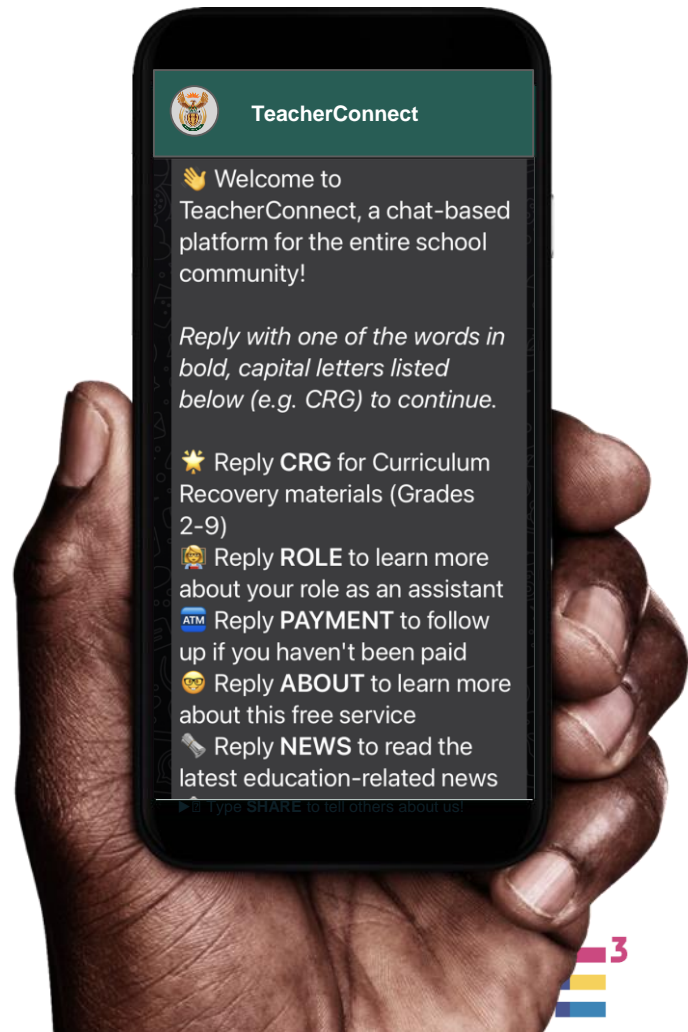 TeacherConnect
👋 Welcome to
TeacherConnect, a chat-based
platform for the entire school
community!
Reply with one of the words in
bold, capital letters listed
below (e.g. CRG) to continue.
🌟 Reply CRG for Curriculum
Recovery materials (Grades
2-9)
👩‍🏫 Reply ROLE to learn more
about your role as an assistant
🏧 Reply PAYMENT to follow
up if you haven't been paid
🤓 Reply ABOUT to learn more
about this free service
🗞 Reply NEWS to read the
latest education-related news
Type SHARE to tell others about us!
3